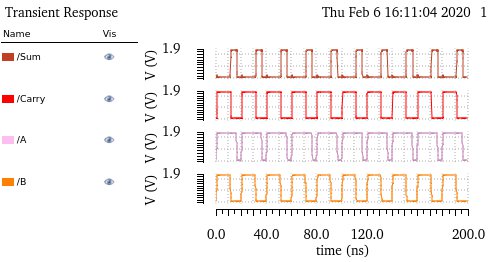 Transient Response Thu Feb 6 16:11:04 2020 1
Name Vis
/Sum
/Carry
/A
/B
1.9
V (V)
1.9
V (V)
1.9
V (V)
1.9
V (V)
0.0 40.0 80.0 120.0 200.0
time (ns)